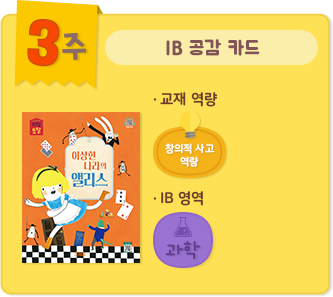 3주
IB 공감 카드
· 교재 역량
창의적 사고
역량
이상한
나라의
앨리스
· IB 영역
과학